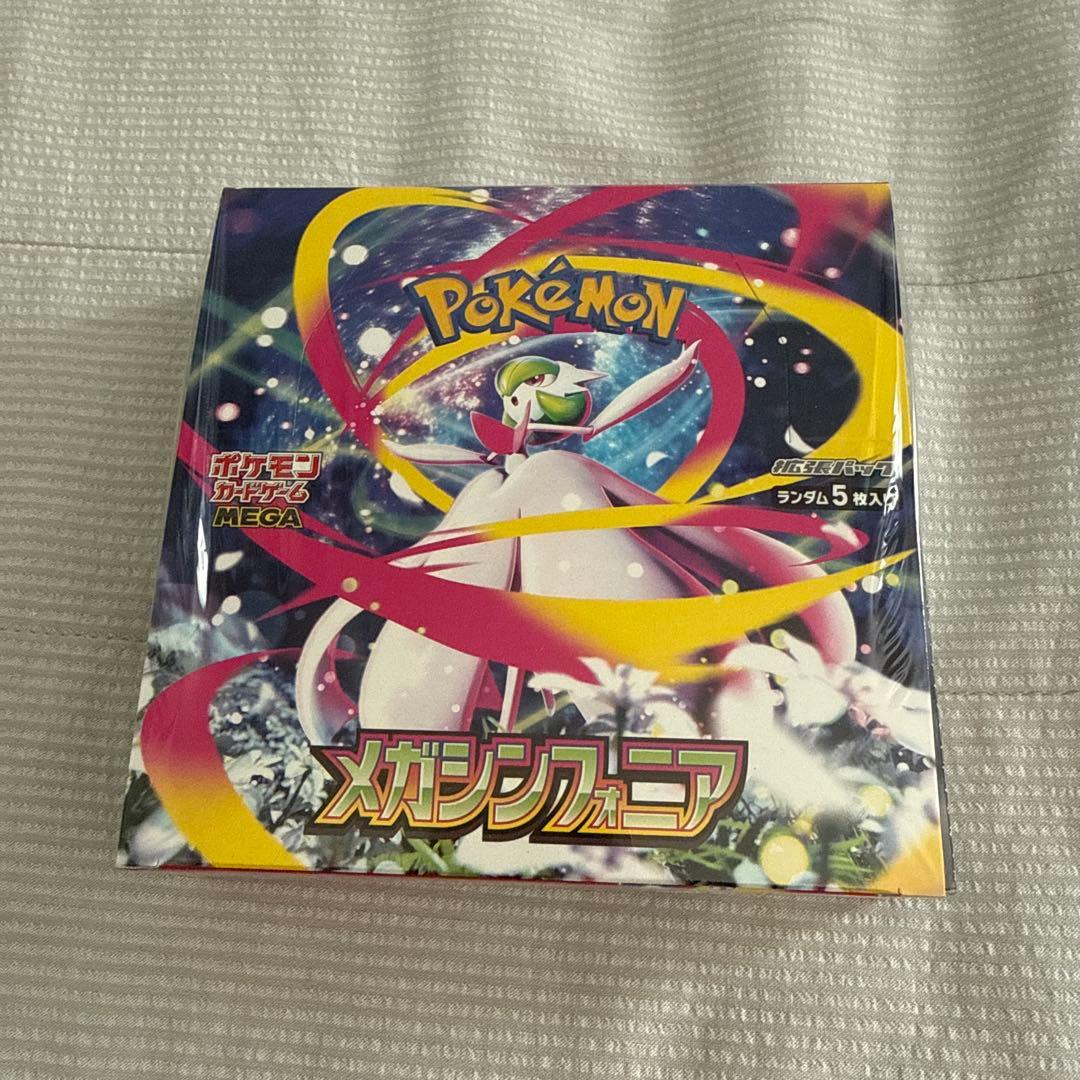 POKéMON
ポケモン
カードゲーム
MEGA
拡張パック
ランダム5枚入り
メガシンフォニア